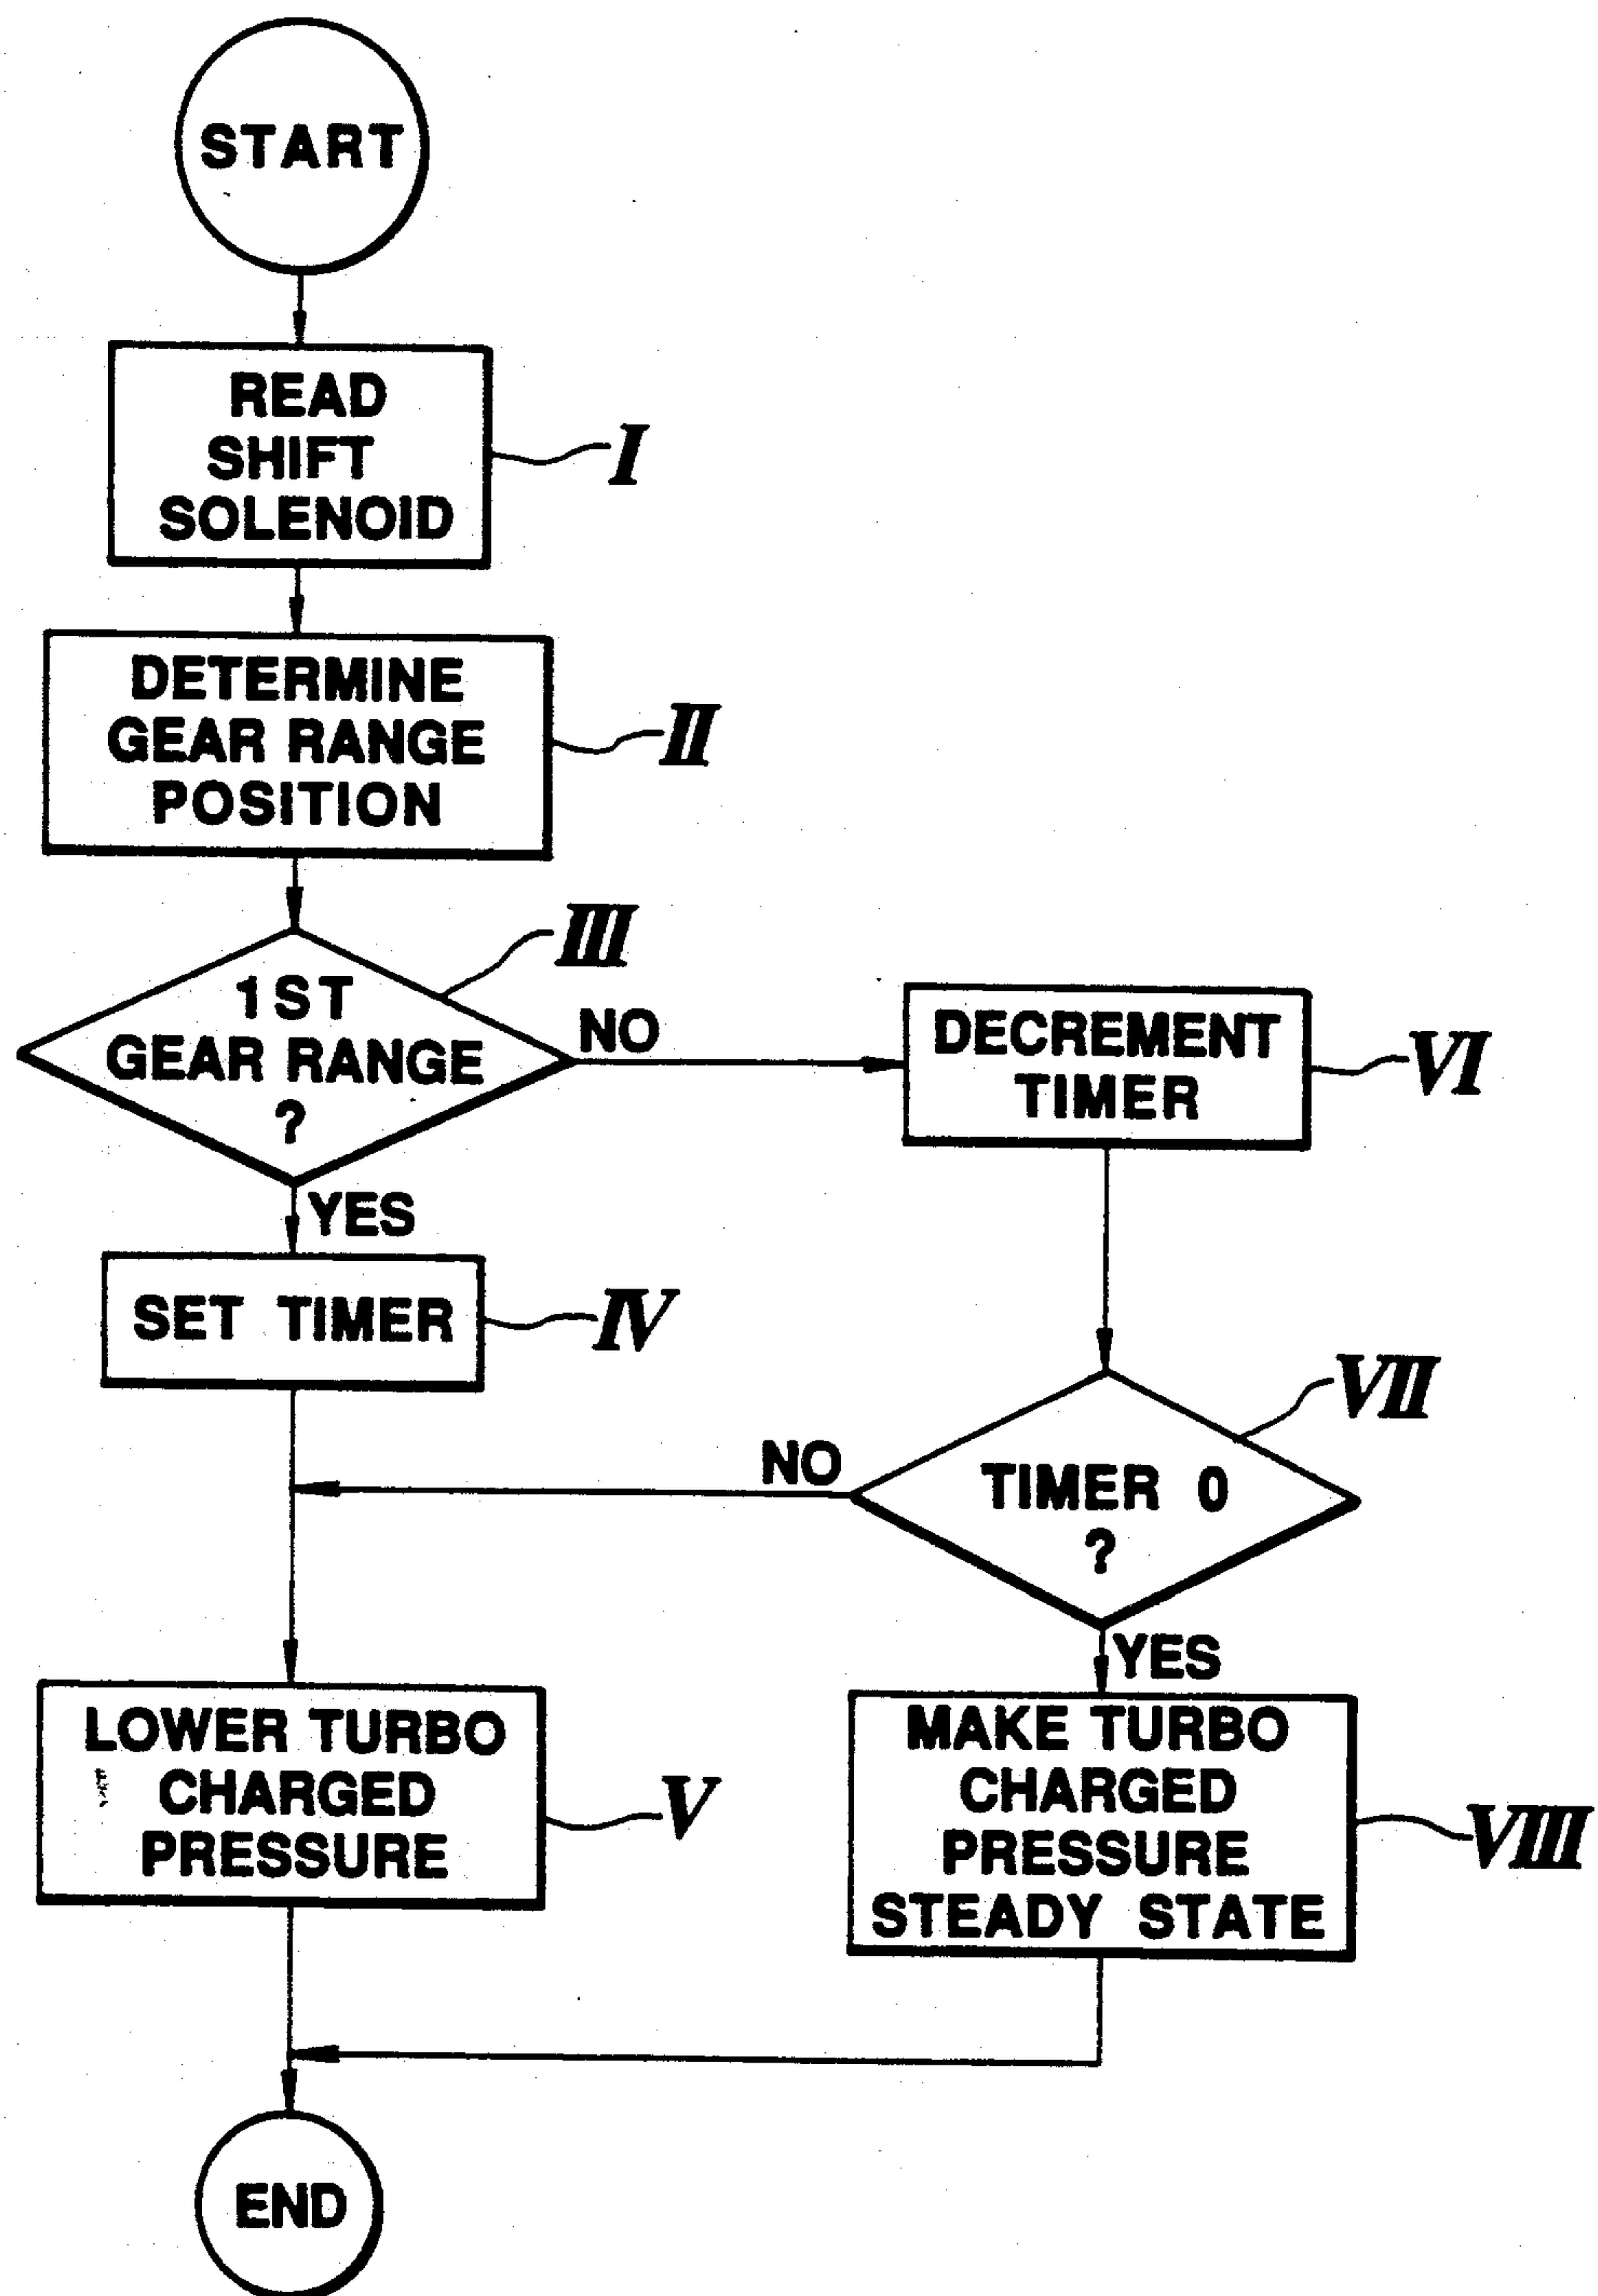 START
READ
SHIFT
SOLENOID
I
DETERMINE
GEAR RANGE
POSITION
II
III
1ST
GEAR RANGE
?
NO
DECREMENT
TIMER
VI
YES
SET TIMER
IV
VII
NO
TIMER 0
?
YES
LOWER TURBO
CHARGED
PRESSURE
V
MAKE TURBO
CHARGED
PRESSURE
STEADY STATE
VIII
END